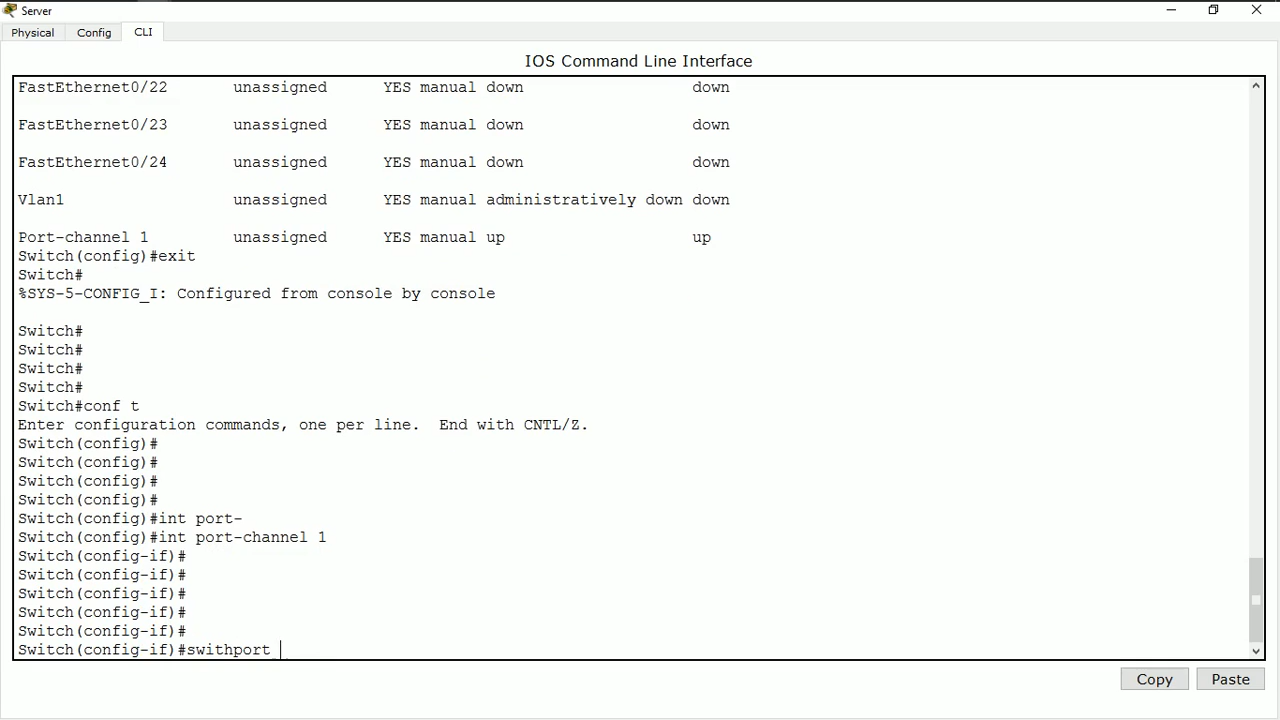 Server
Physical Config CLI
IOS Command Line Interface
FastEthernet0/22 unassigned YES manual down down
FastEthernet0/23 unassigned YES manual down down
FastEthernet0/24 unassigned YES manual down down
Vlan1 unassigned YES manual administratively down down
Port-channel 1 unassigned YES manual up up
Switch(config)#exit
Switch#
%SYS-5-CONFIG_I: Configured from console by console
Switch#
Switch#
Switch#
Switch#
Switch#conf t
Enter configuration commands, one per line. End with CNTL/Z.
Switch(config)#
Switch(config)#
Switch(config)#
Switch(config)#
Switch(config)#int port-
Switch(config)#int port-channel 1
Switch(config-if)#
Switch(config-if)#
Switch(config-if)#
Switch(config-if)#
Switch(config-if)#
Switch(config-if)#swithport
Copy Paste